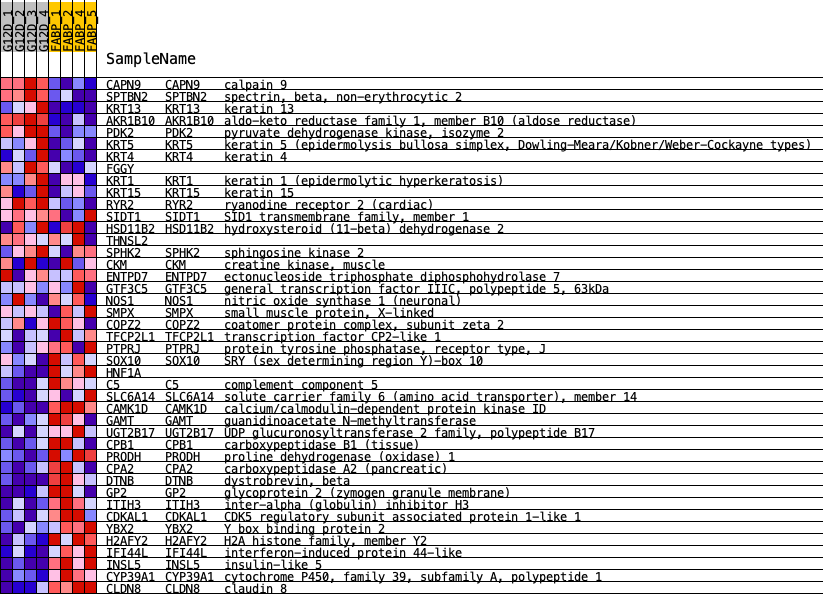 G12D_1
G12D_2
G12D_3
G12D_4
FABP_1
FABP_2
FABP_4
FABP_5
SampleName
CAPN9 CAPN9 calpain 9
SPTBN2 SPTBN2 spectrin, beta, non-erythrocytic 2
KRT13 KRT13 keratin 13
AKR1B10 AKR1B10 aldo-keto reductase family 1, member B10 (aldose reductase)
PDK2 PDK2 pyruvate dehydrogenase kinase, isozyme 2
KRT5 KRT5 keratin 5 (epidermolysis bullosa simplex, Dowling-Meara/Kobner/Weber-Cockayne types)
KRT4 KRT4 keratin 4
FGGY
KRT1 KRT1 keratin 1 (epidermolytic hyperkeratosis)
KRT15 KRT15 keratin 15
RYR2 RYR2 ryanodine receptor 2 (cardiac)
SIDT1 SIDT1 SID1 transmembrane family, member 1
HSD11B2 HSD11B2 hydroxysteroid (11-beta) dehydrogenase 2
THNSL2
SPHK2 SPHK2 sphingosine kinase 2
CKM CKM creatine kinase, muscle
ENTPD7 ENTPD7 ectonucleoside triphosphate diphosphohydrolase 7
GTF3C5 GTF3C5 general transcription factor IIIC, polypeptide 5, 63kDa
NOS1 NOS1 nitric oxide synthase 1 (neuronal)
SMPX SMPX small muscle protein, X-linked
COPZ2 COPZ2 coatomer protein complex, subunit zeta 2
TFCP2L1 TFCP2L1 transcription factor CP2-like 1
PTPRJ PTPRJ protein tyrosine phosphatase, receptor type, J
SOX10 SOX10 SRY (sex determining region Y)-box 10
HNF1A
C5 C5 complement component 5
SLC6A14 SLC6A14 solute carrier family 6 (amino acid transporter), member 14
CAMK1D CAMK1D calcium/calmodulin-dependent protein kinase ID
GAMT GAMT guanidinoacetate N-methyltransferase
UGT2B17 UGT2B17 UDP glucuronosyltransferase 2 family, polypeptide B17
CPB1 CPB1 carboxypeptidase B1 (tissue)
PRODH PRODH proline dehydrogenase (oxidase) 1
CPA2 CPA2 carboxypeptidase A2 (pancreatic)
DTNB DTNB dystrobrevin, beta
GP2 GP2 glycoprotein 2 (zymogen granule membrane)
ITIH3 ITIH3 inter-alpha (globulin) inhibitor H3
CDKAL1 CDKAL1 CDK5 regulatory subunit associated protein 1-like 1
YBX2 YBX2 Y box binding protein 2
H2AFY2 H2AFY2 H2A histone family, member Y2
IFI44L IFI44L interferon-induced protein 44-like
INSL5 INSL5 insulin-like 5
CYP39A1 CYP39A1 cytochrome P450, family 39, subfamily A, polypeptide 1
CLDN8 CLDN8 claudin 8